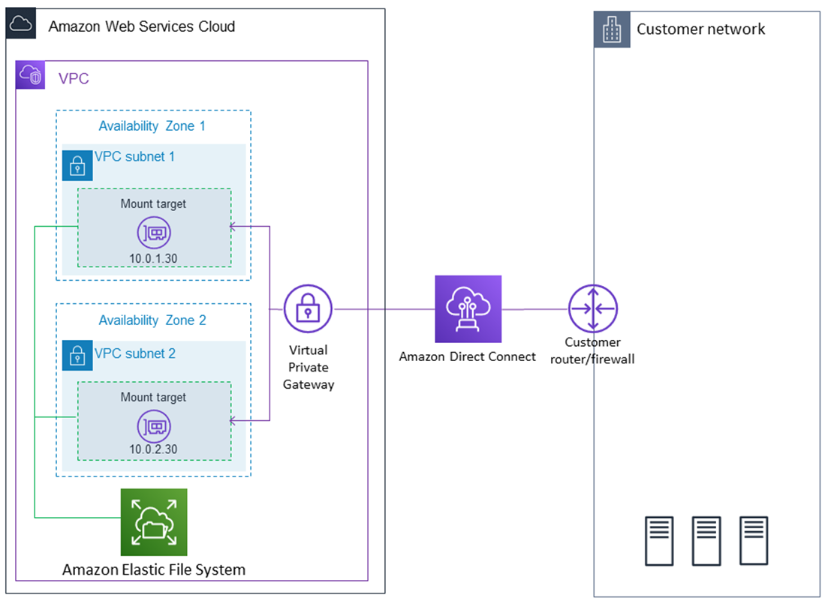 Amazon Web Services Cloud
Customer network
VPC
Availability Zone 1
VPC subnet 1
Mount target
10.0.1.30
Availability Zone 2
VPC subnet 2
Mount target
10.0.2.30
Virtual
Private
Gateway
Amazon Direct Connect
Customer
router/firewall
Amazon Elastic File System